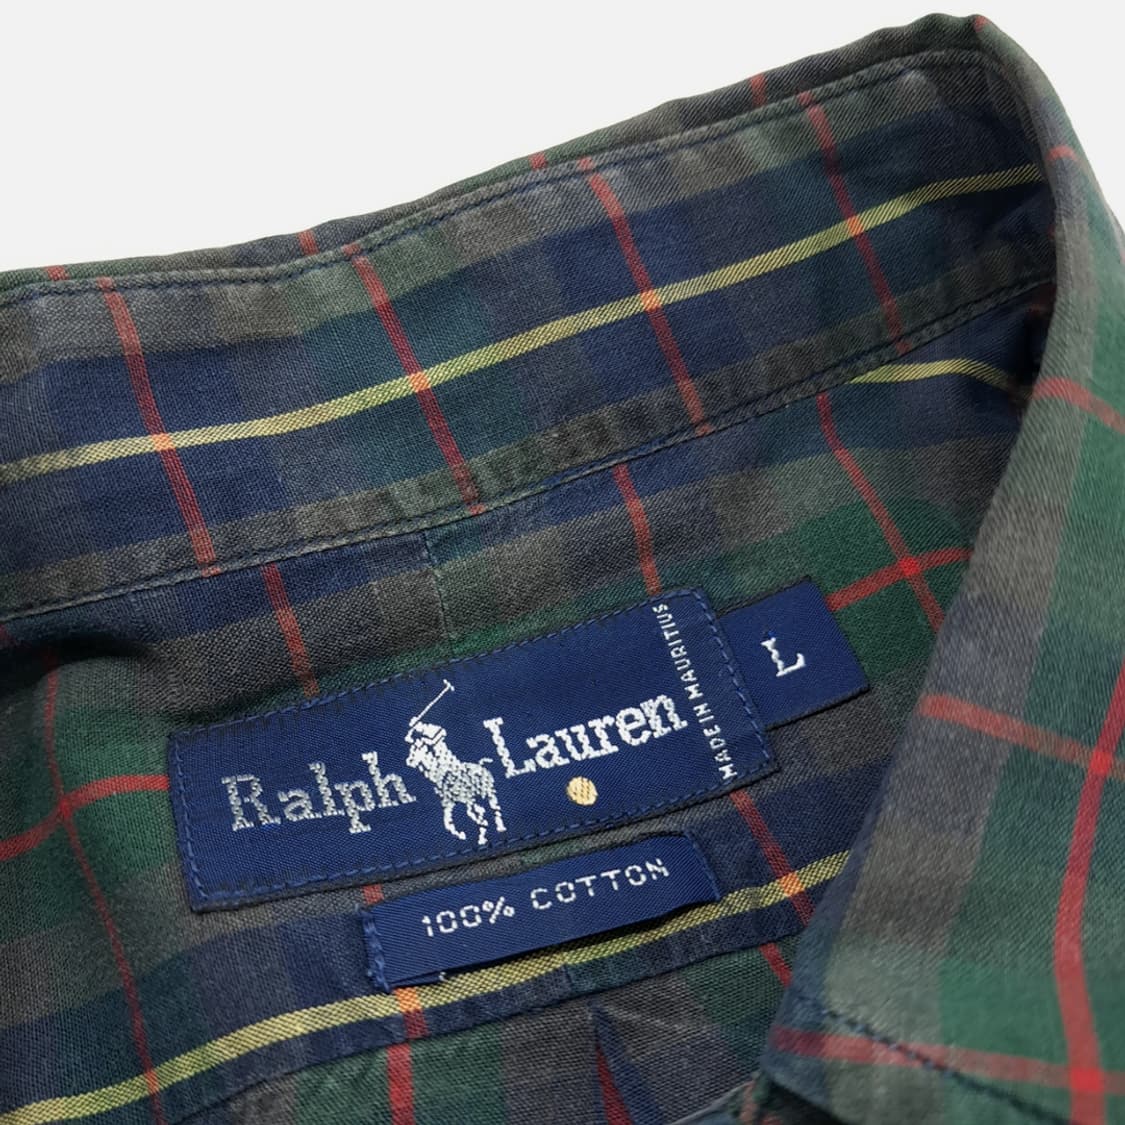 Ralph Lauren
MADE IN MAURITIUS
L
100% COTTON